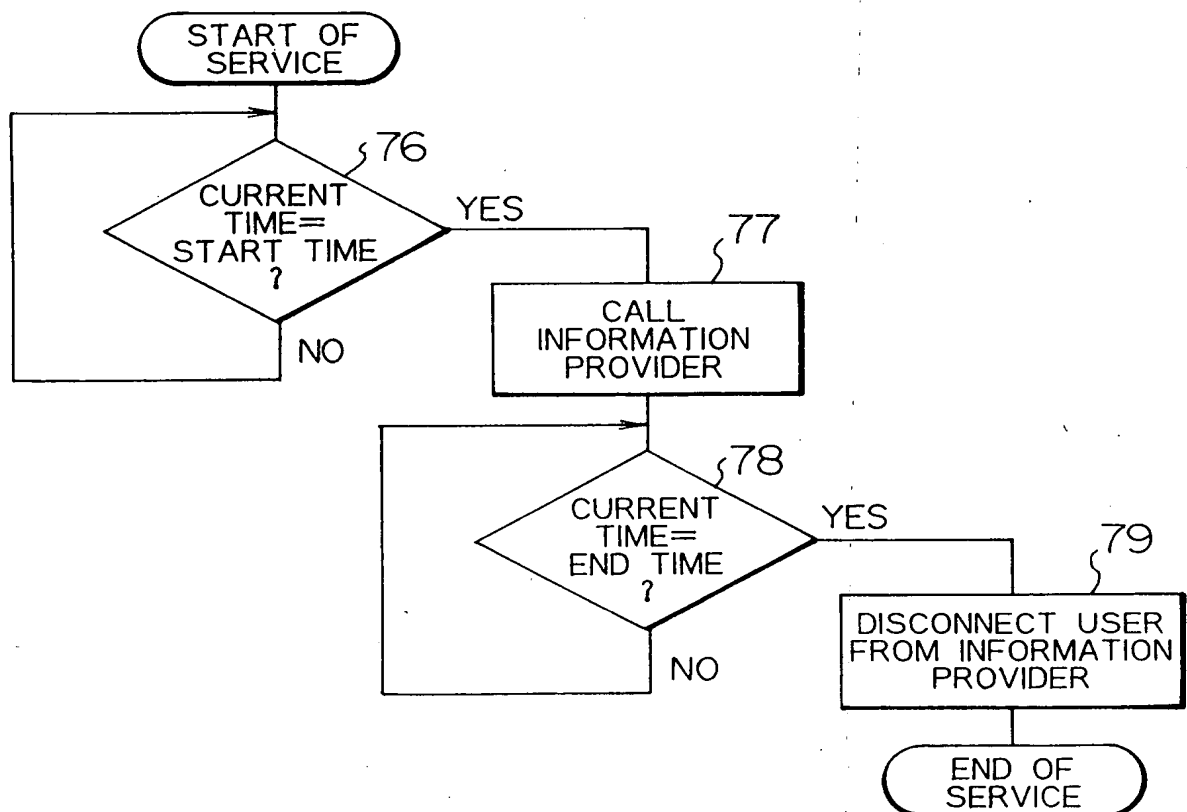 START OF
SERVICE
76
CURRENT
TIME=
START TIME
?
YES
NO
77
CALL
INFORMATION
PROVIDER
78
CURRENT
TIME=
END TIME
?
YES
NO
79
DISCONNECT USER
FROM INFORMATION
PROVIDER
END OF
SERVICE